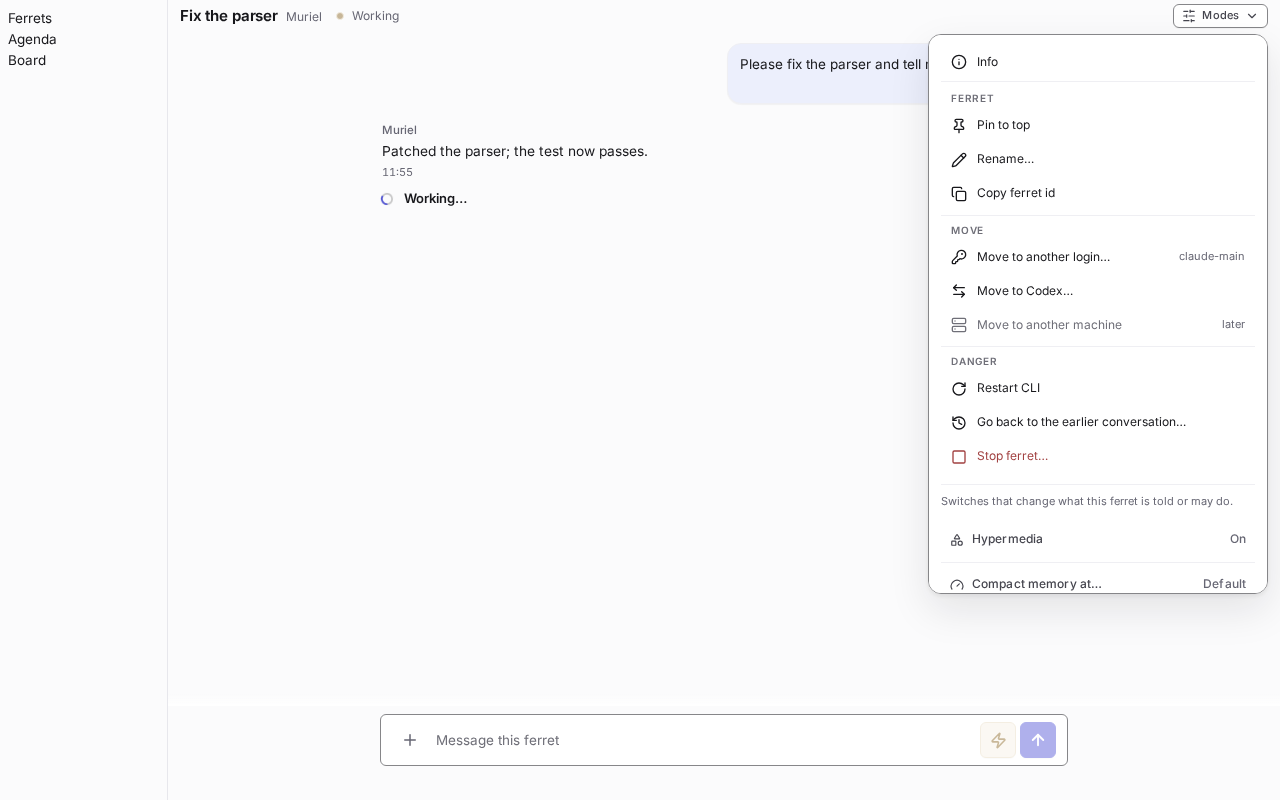 Ferrets
Agenda
Board
Fix the parser Muriel Working
Modes
Please fix the parser and tell
Muriel
Patched the parser; the test now passes.
11:55
Working...
Info
FERRET
Pin to top
Rename...
Copy ferret id
MOVE
Move to another login... claude-main
Move to Codex...
Move to another machine later
DANGER
Restart CLI
Go back to the earlier conversation...
Stop ferret...
Switches that change what this ferret is told or may do.
Hypermedia On
Compact memory at... Default
Message this ferret